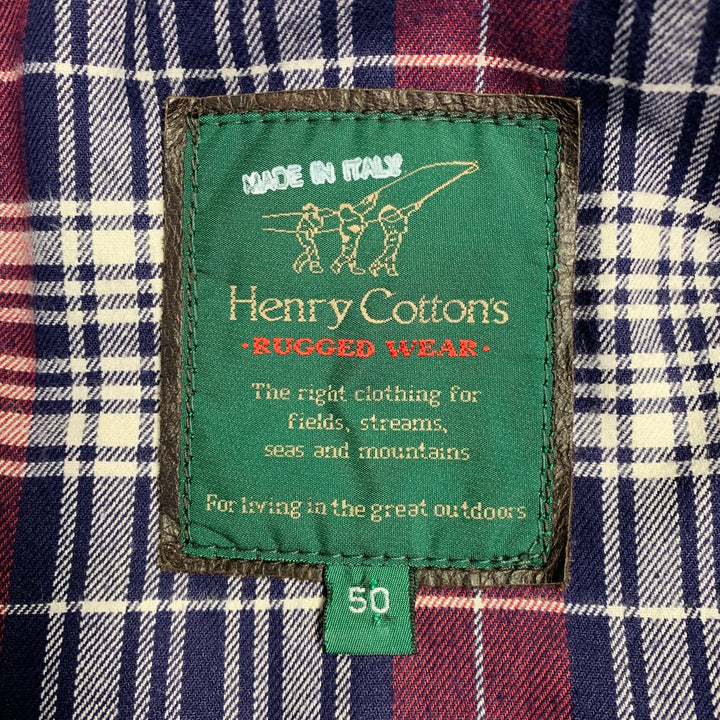 MADE IN ITALY
Henry Cotton's
·RUGGED WEAR·
The right clothing for
fields, streams,
seas and mountains
For living in the great outdoors
50